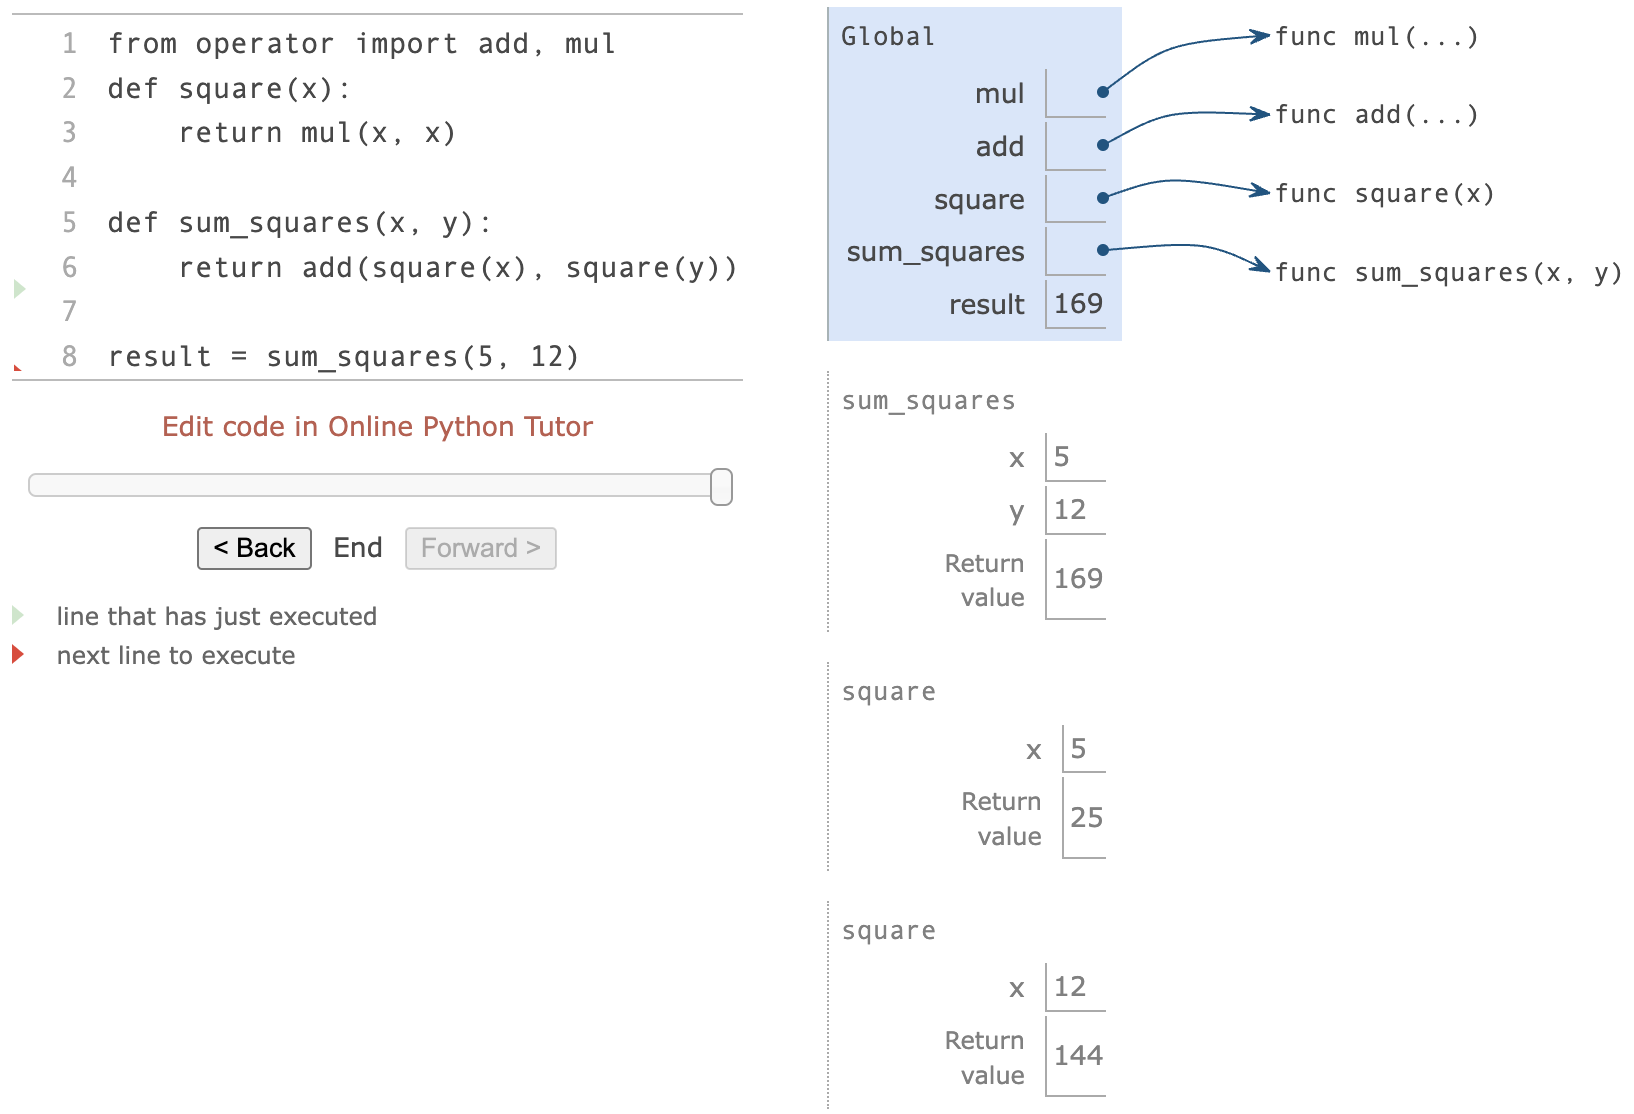 1 from operator import add, mul
2 def square(x):
3     return mul(x, x)
4
5 def sum_squares(x, y):
6     return add(square(x), square(y))
7
8 result = sum_squares(5, 12)
Edit code in Online Python Tutor
< Back End Forward >
line that has just executed
next line to execute
Global
mul
add
square
sum_squares
result 169
func mul(...)
func add(...)
func square(x)
func sum_squares(x, y)
sum_squares
x 5
y 12
Return
value 169
square
x 5
Return
value 25
square
x 12
Return
value 144